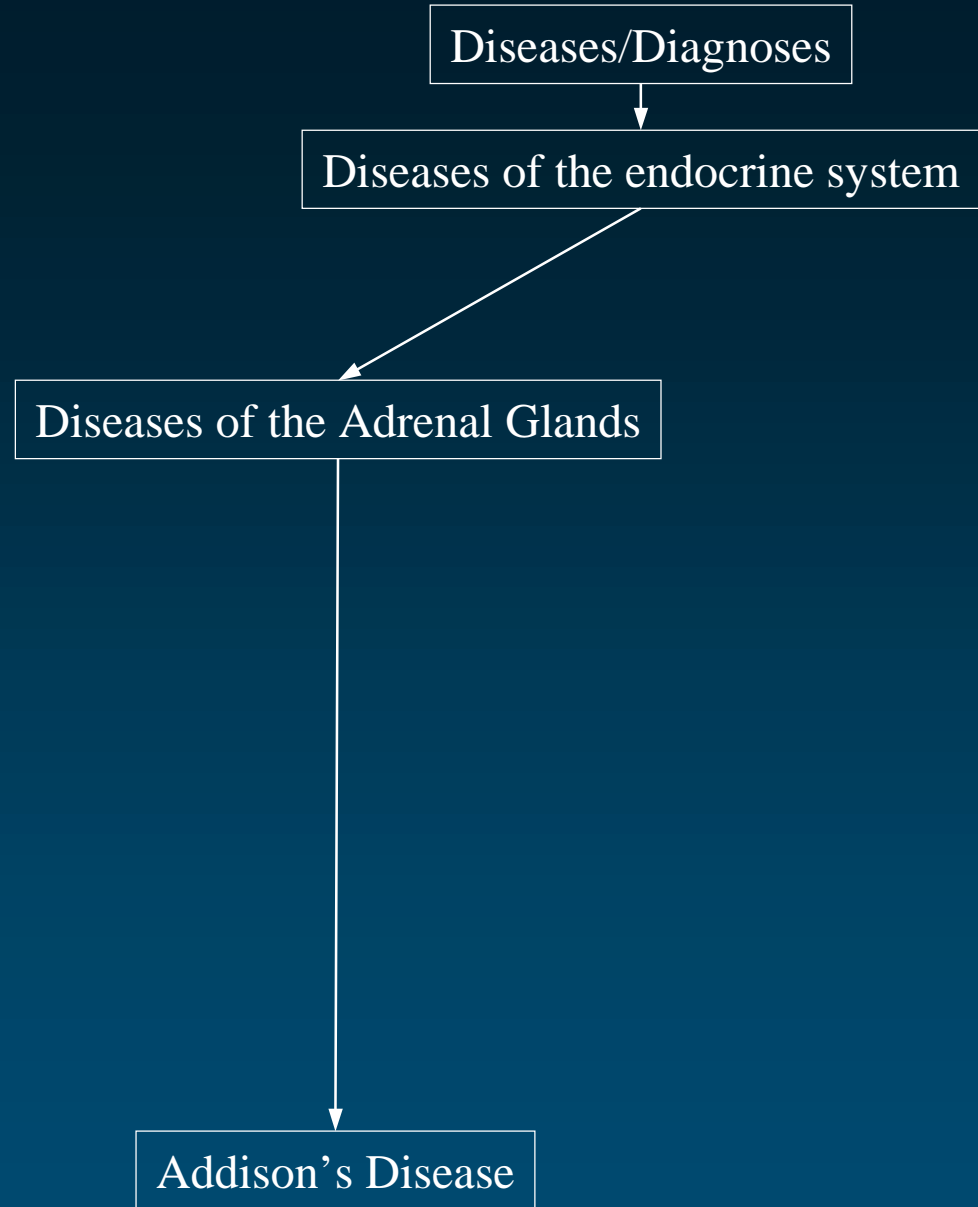 Diseases/Diagnoses
Diseases of the endocrine system
Diseases of the Adrenal Glands
Addison’s Disease